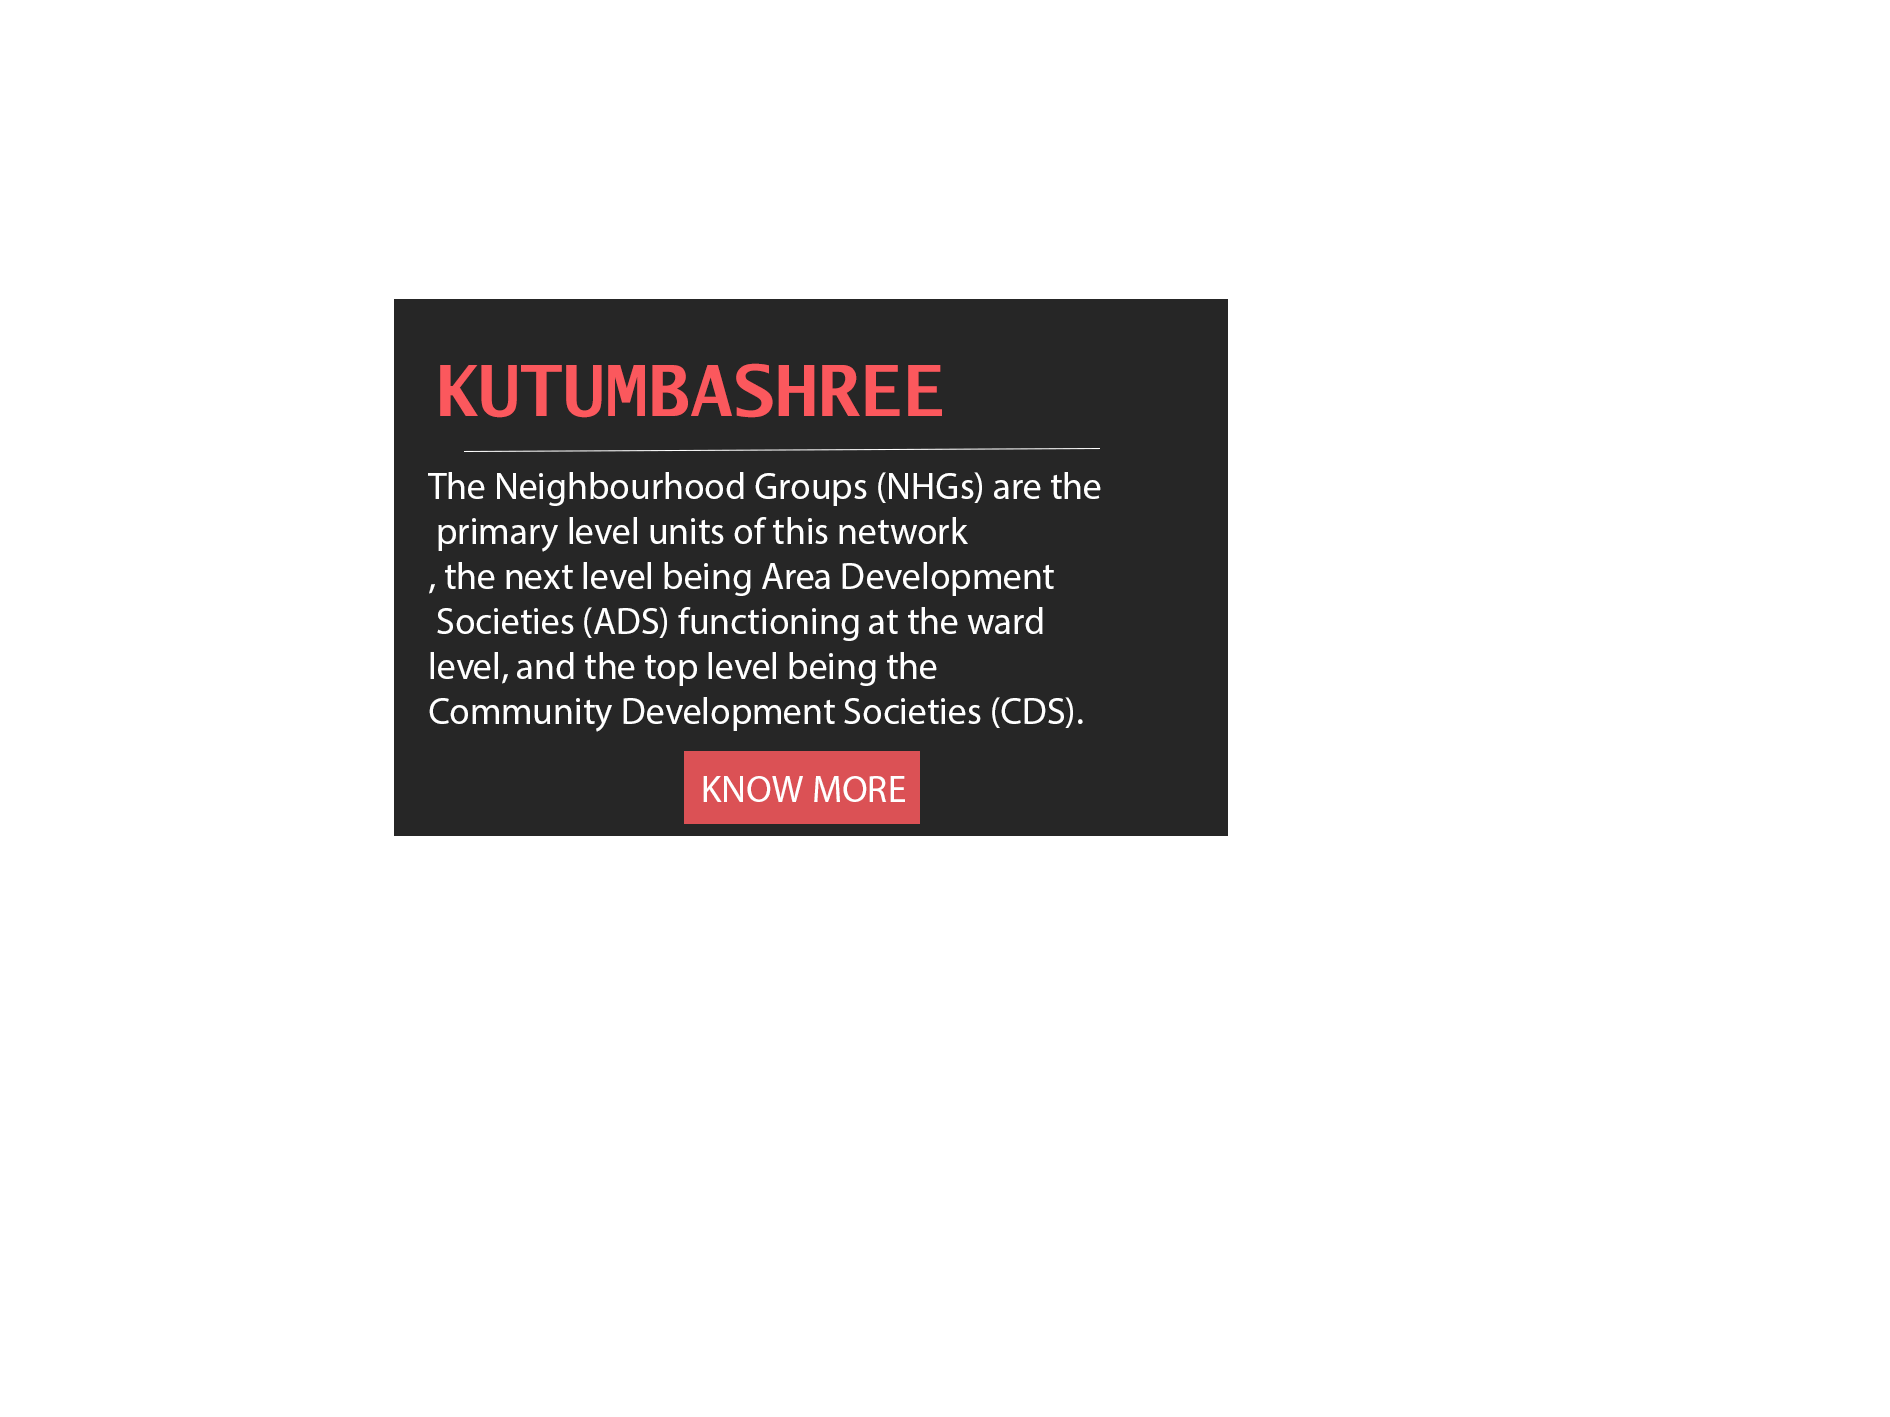 KUTUMBASHREE
The Neighbourhood Groups (NHGs) are the
primary level units of this network
, the next level being Area Development
Societies (ADS) functioning at the ward
level, and the top level being the
Community Development Societies (CDS).
KNOW MORE